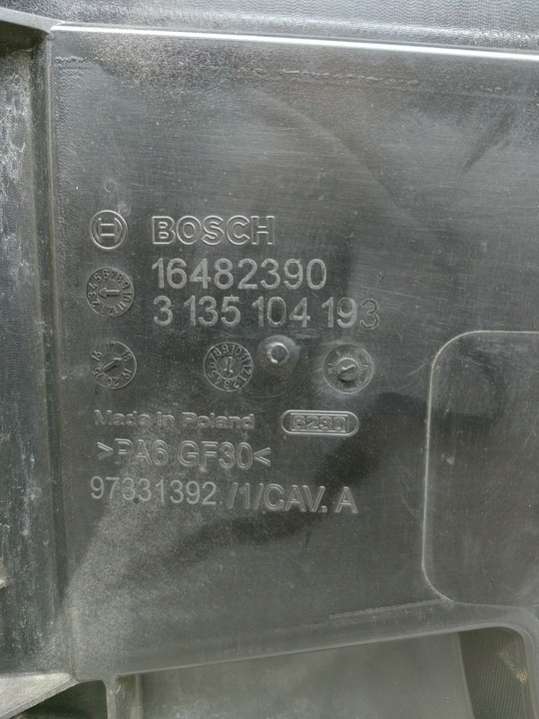 BOSCH
16482390
3 135 104 193
Made in Poland
>PA6 GF30<
97331392 /1/CAV. A